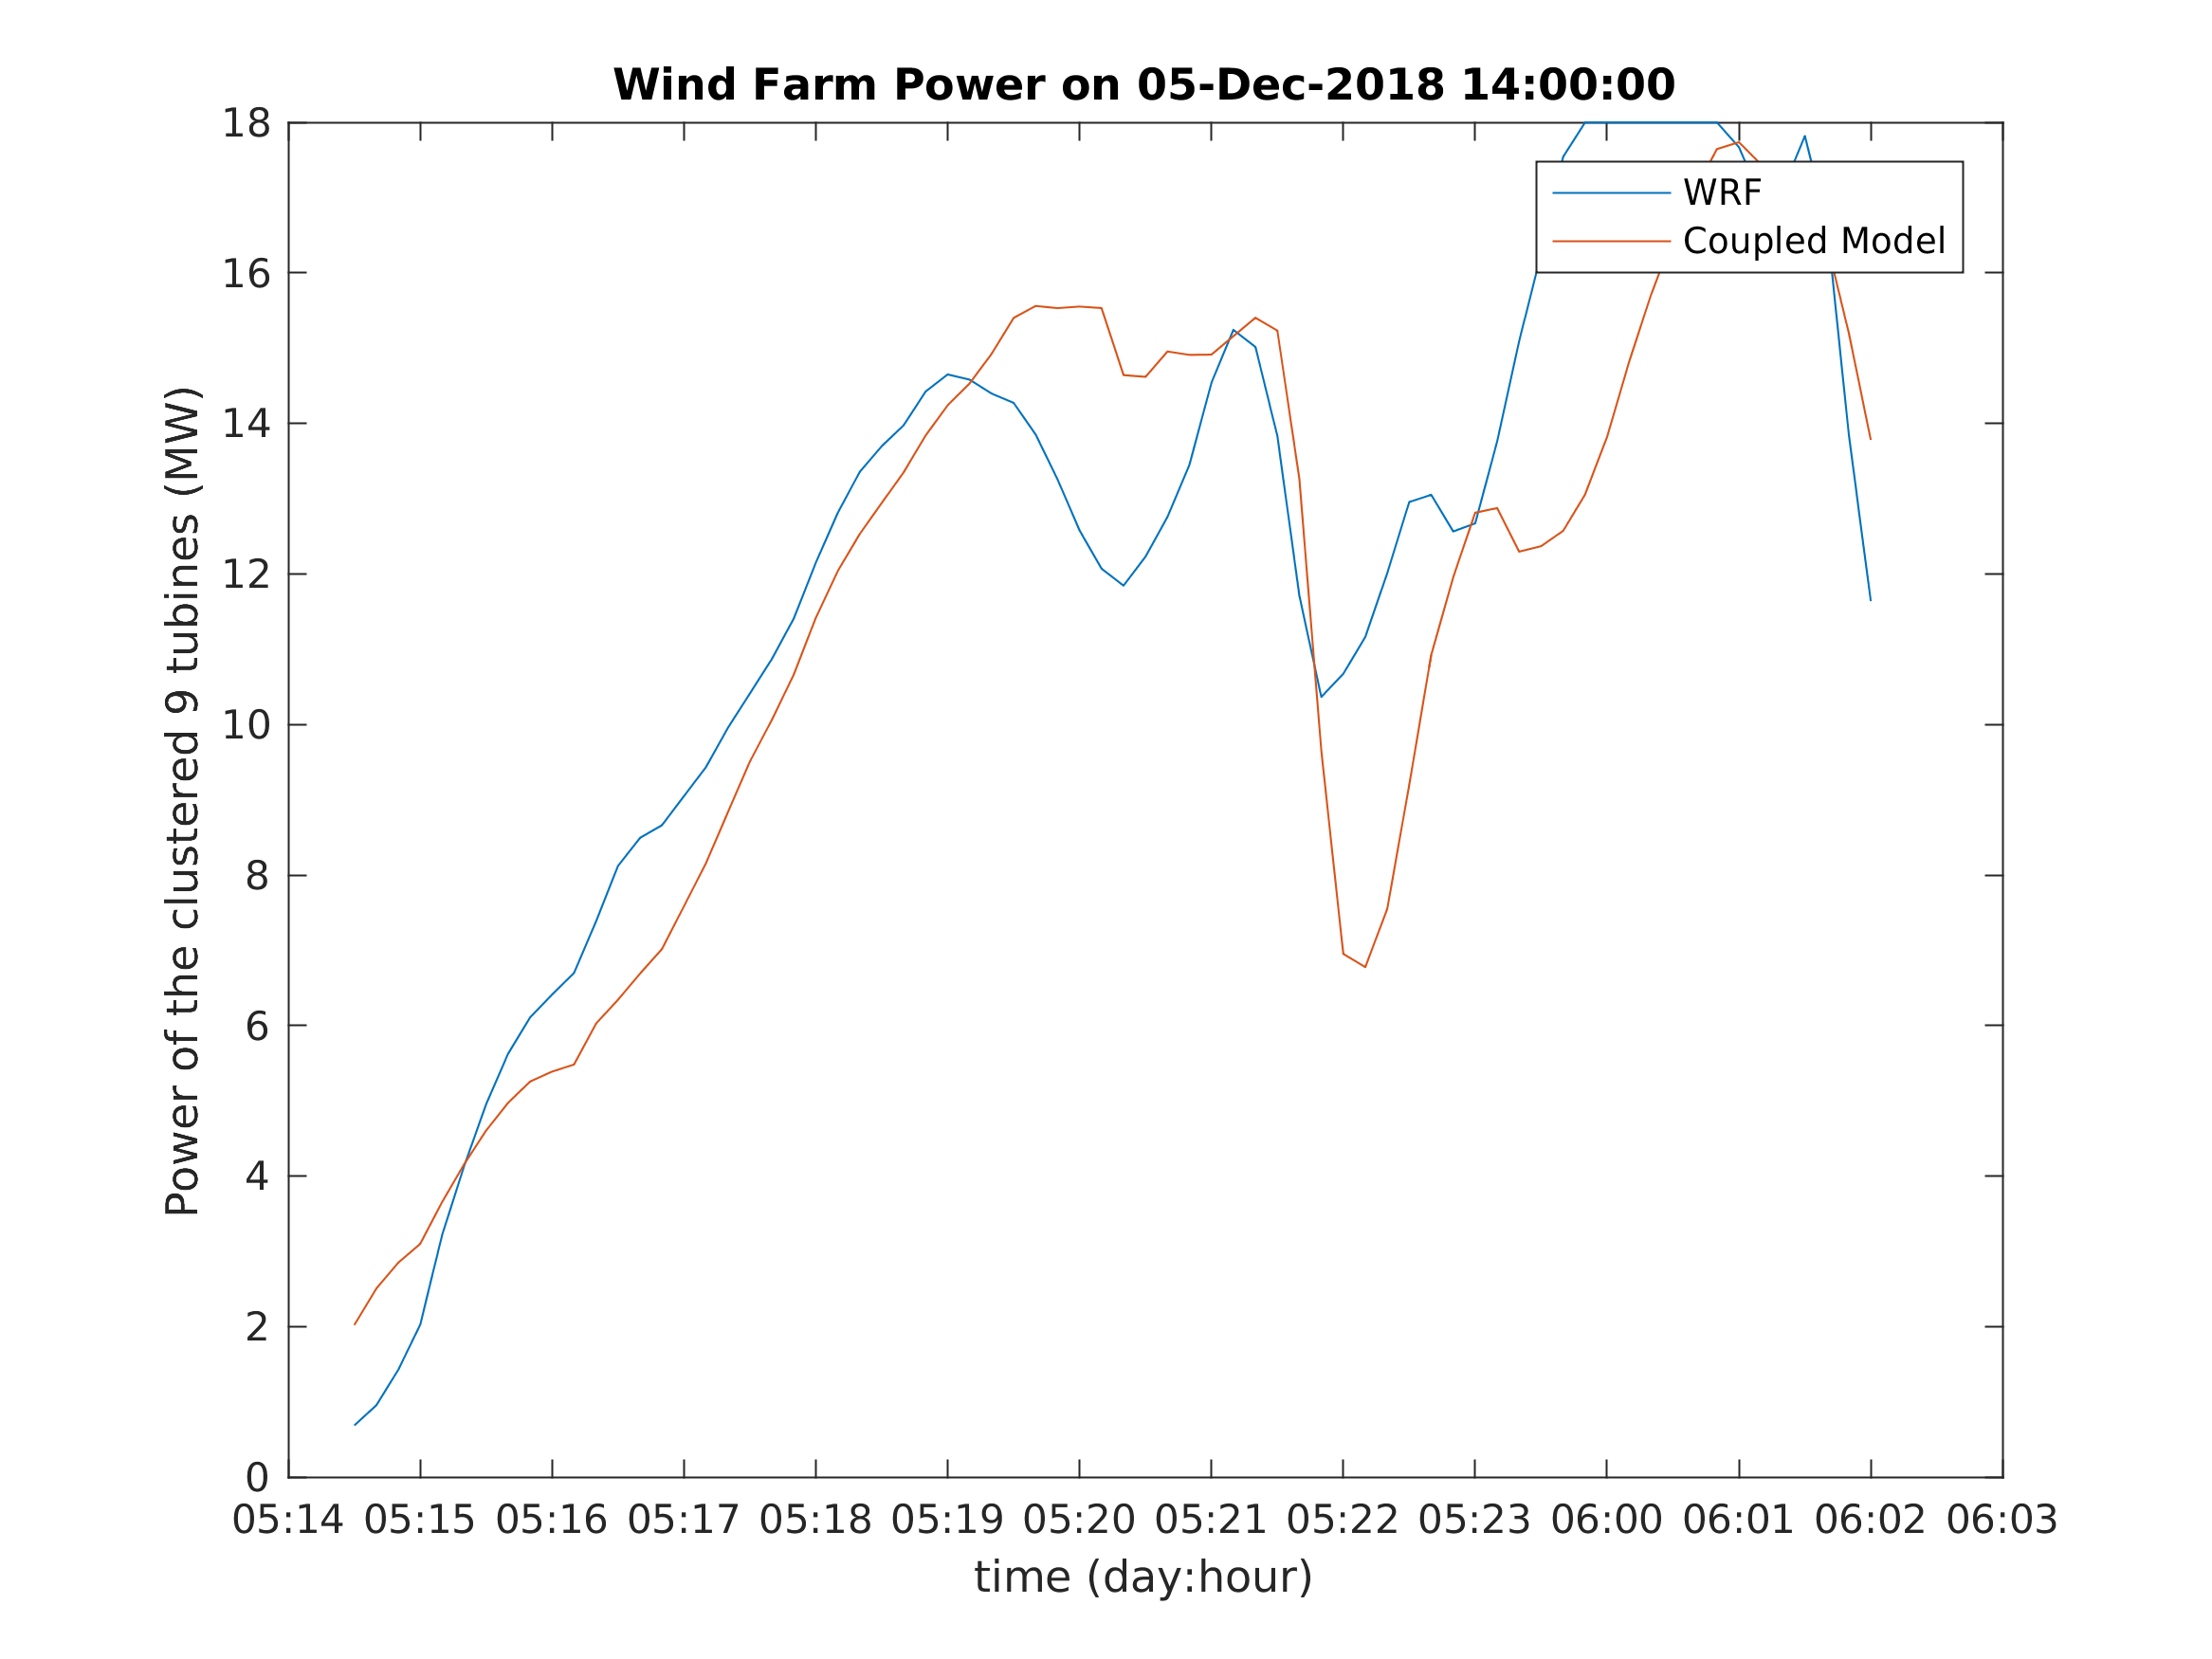 Wind Farm Power on 05-Dec-2018 14:00:00
18
16
14
12
10
8
6
4
2
0
Power of the clustered 9 tubines (MW)
WRF
Coupled Model
05:14 05:15 05:16 05:17 05:18 05:19 05:20 05:21 05:22 05:23 06:00 06:01 06:02 06:03
time (day:hour)